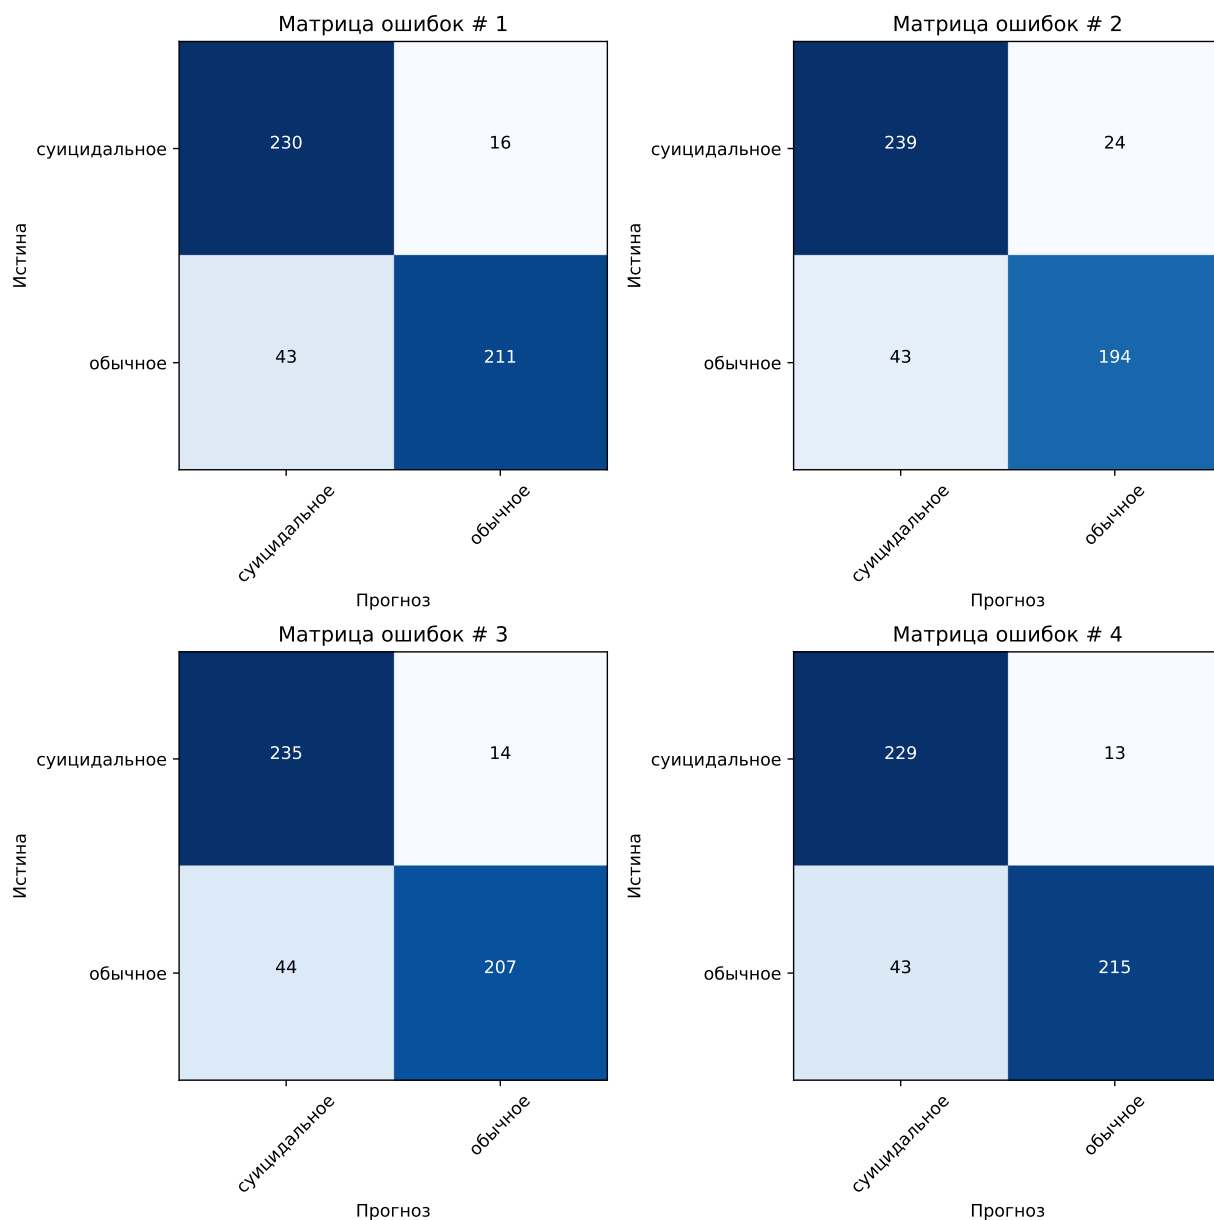 Матрица ошибок # 1
суицидальное
230
16
Истина
обычное
43
211
суицидальное
обычное
Прогноз
Матрица ошибок # 2
суицидальное
239
24
Истина
обычное
43
194
суицидальное
обычное
Прогноз
Матрица ошибок # 3
суицидальное
235
14
Истина
обычное
44
207
суицидальное
обычное
Прогноз
Матрица ошибок # 4
суицидальное
229
13
Истина
обычное
43
215
суицидальное
обычное
Прогноз